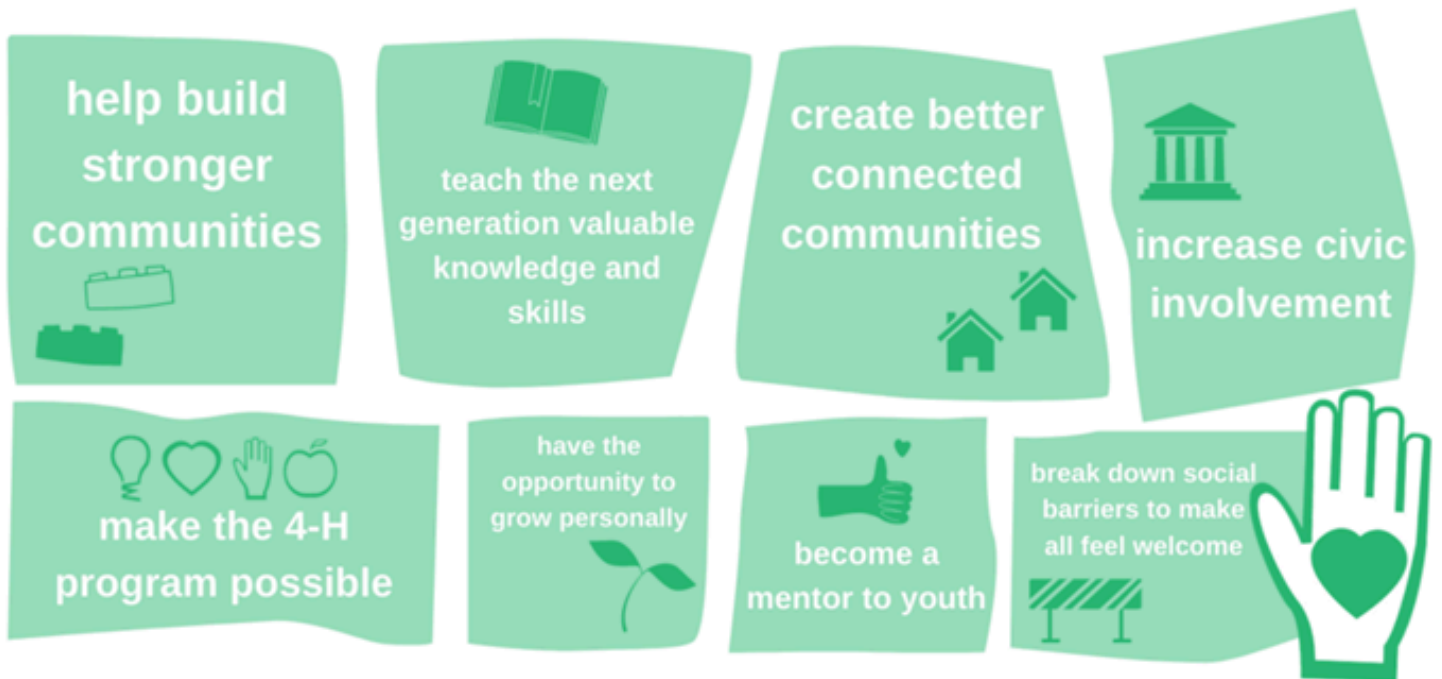 help build
stronger
communities
teach the next
generation valuable
knowledge and
skills
create better
connected
communities
increase civic
involvement
make the 4-H
program possible
have the
opportunity to
grow personally
become a
mentor to youth
break down social
barriers to make
all feel welcome